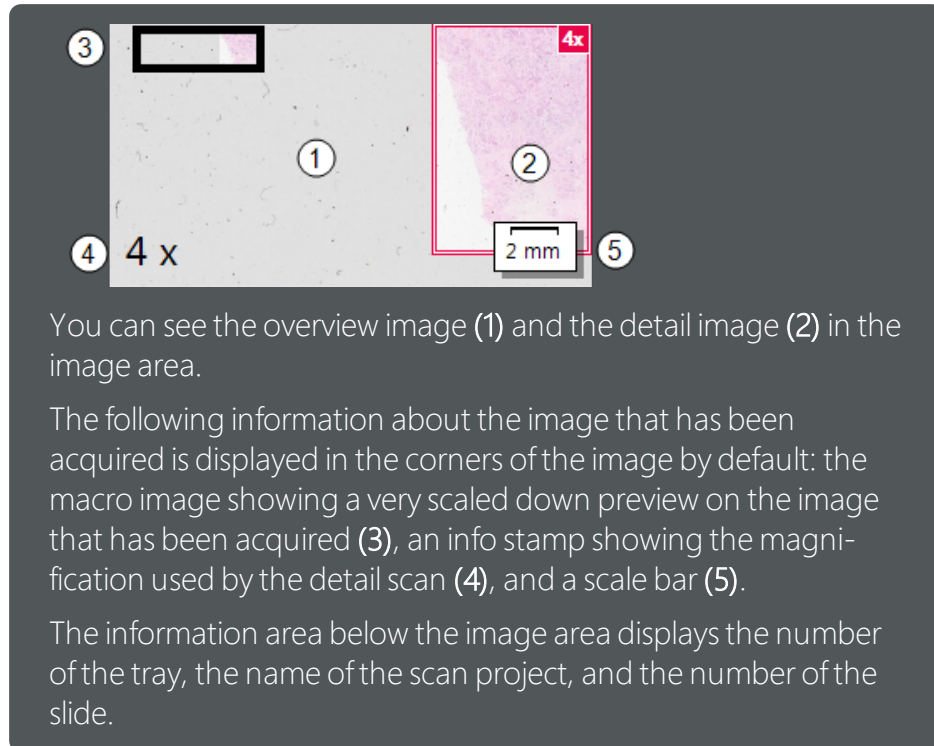 3
4x
1
2
4
4 x
2 mm
5
You can see the overview image (1) and the detail image (2) in the
image area.
The following information about the image that has been
acquired is displayed in the corners of the image by default: the
macro image showing a very scaled down preview on the image
that has been acquired (3), an info stamp showing the magni-
fication used by the detail scan (4), and a scale bar (5).
The information area below the image area displays the number
of the tray, the name of the scan project, and the number of the
slide.